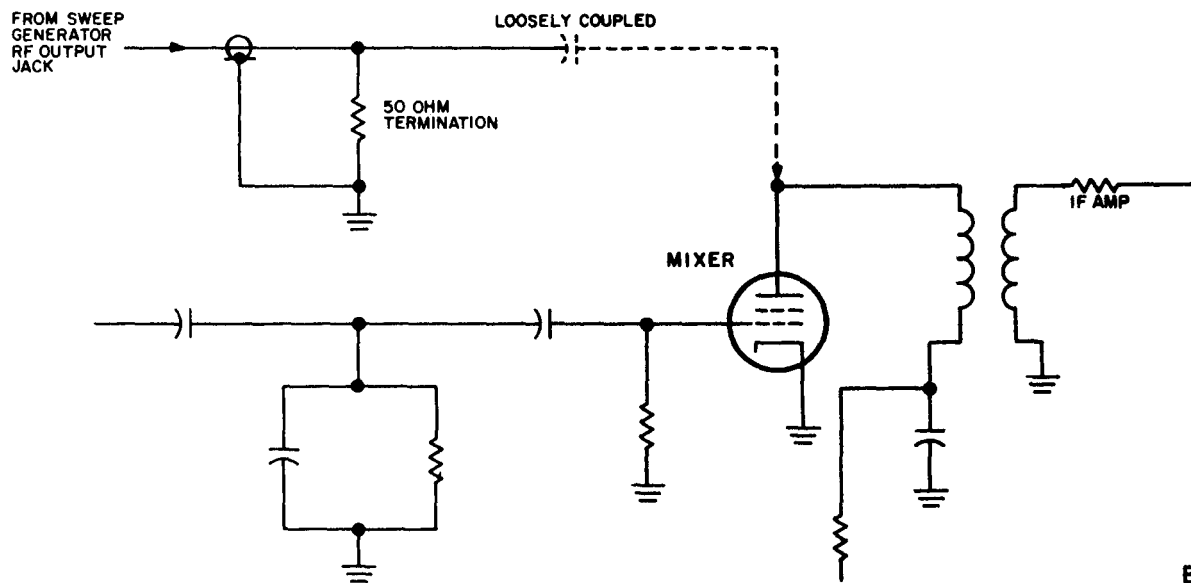 FROM SWEEP
GENERATOR
RF OUTPUT
JACK
LOOSELY COUPLED
50 OHM
TERMINATION
IF AMP
MIXER